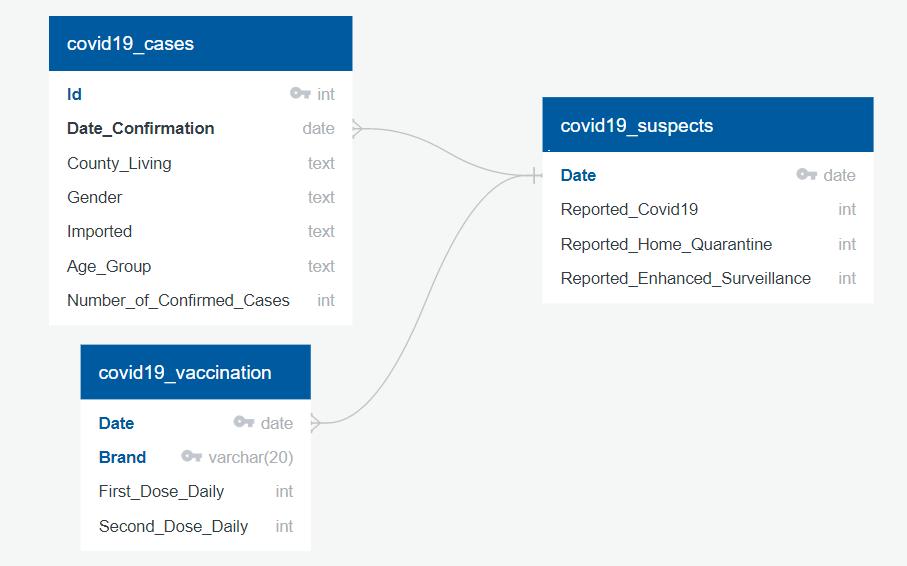 covid19_cases
Id int
Date_Confirmation date
County_Living text
Gender text
Imported text
Age_Group text
Number_of_Confirmed_Cases int
covid19_suspects
Date date
Reported_Covid19 int
Reported_Home_Quarantine int
Reported_Enhanced_Surveillance int
covid19_vaccination
Date date
Brand varchar(20)
First_Dose_Daily int
Second_Dose_Daily int